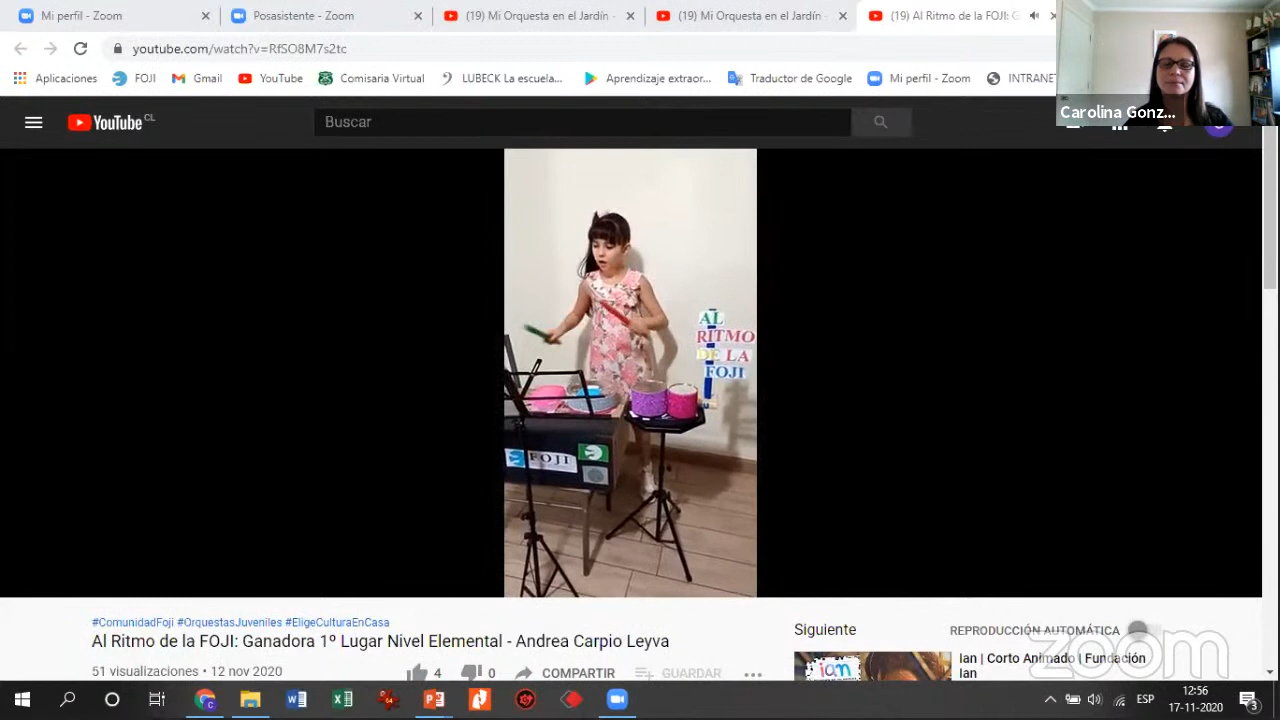 Mi perfil - Zoom
Posasistente - Zoom
(19) Mi Orquesta en el Jardín -
(19) Mi Orquesta en el Jardín -
(19) Al Ritmo de la FOJI: G
youtube.com/watch?v=RfSO8M7s2tc
Aplicaciones
FOJI
Gmail
YouTube
Comisaria Virtual
LUBECK La escuela...
Aprendizaje extraor...
Traductor de Google
Mi perfil - Zoom
INTRANET
Carolina Gonz...
YouTube CL
Buscar
AL
RITMO
DE LA
FOJI
FOJI
#ComunidadFoji #OrquestasJuveniles #EligeCulturaEnCasa
Al Ritmo de la FOJI: Ganadora 1º Lugar Nivel Elemental - Andrea Carpio Leyva
51 visualizaciones • 12 nov 2020
4
0
COMPARTIR
GUARDAR
Siguiente
REPRODUCCIÓN AUTOMÁTICA
ian
Ian | Corto Animado | Fundación
Ian
zoom
ESP
12:56
17-11-2020
3